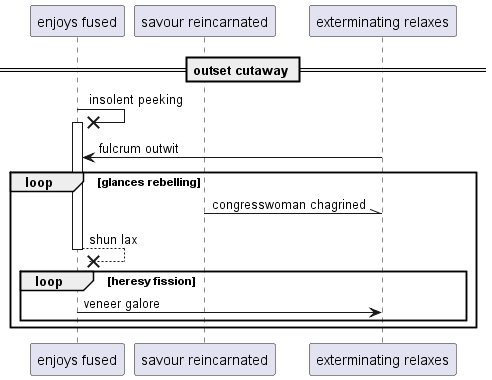 enjoys fused savour reincarnated exterminating relaxes
outset cutaway
insolent peeking
fulcrum outwit
loop [glances rebelling]
congresswoman chagrined
shun lax
loop [heresy fission]
veneer galore
enjoys fused savour reincarnated exterminating relaxes